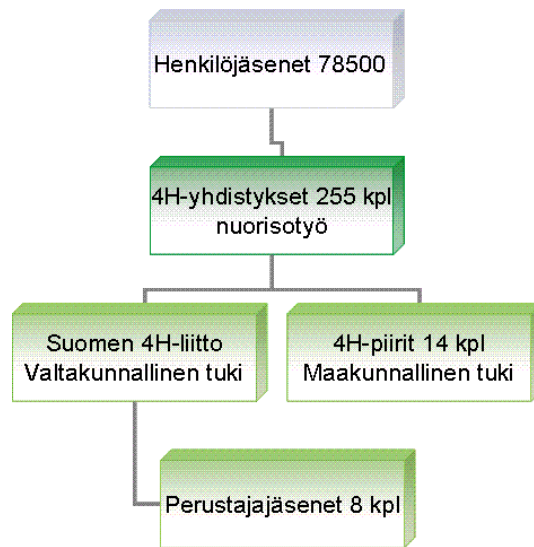 Henkilöjäsenet 78500
4H-yhdistykset 255 kpl
nuorisotyö
Suomen 4H-liitto
Valtakunnallinen tuki
4H-piirit 14 kpl
Maakunnallinen tuki
Perustajajäsenet 8 kpl